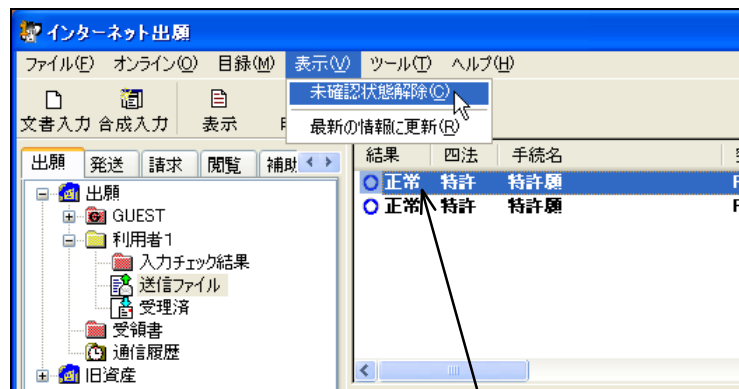 インターネット出願
ファイル(F) オンライン(O) 目録(M) 表示(V) ツール(T) ヘルプ(H)
未確認状態解除(C)
最新の情報に更新(R)
文書入力 合成入力 表示
出願 発送 請求 閲覧 補助
結果 四法 手続名
正常 特許 特許願
正常 特許 特許願
出願
GUEST
利用者1
入力チェック結果
送信ファイル
受理済
受領書
通信履歴
旧資産